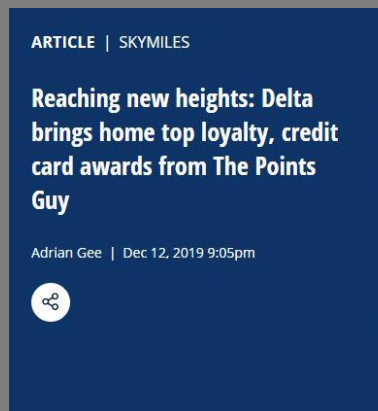 ARTICLE | SKYMILES
Reaching new heights: Delta
brings home top loyalty, credit
card awards from The Points
Guy
Adrian Gee | Dec 12, 2019 9:05pm